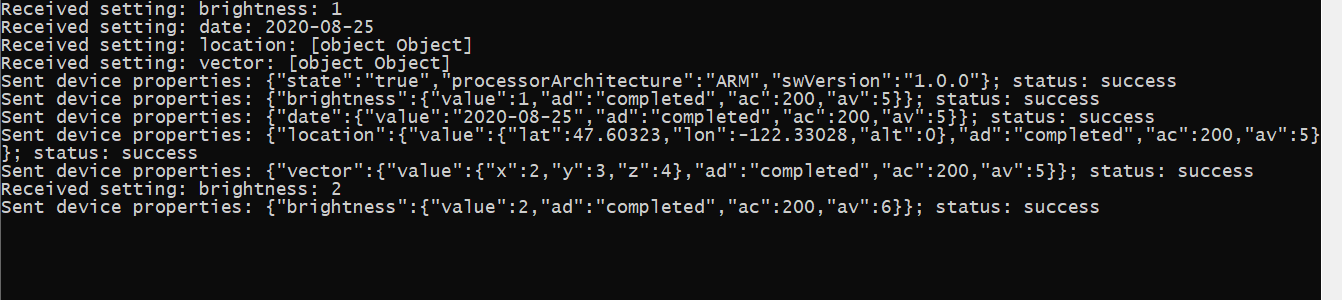 Received setting: brightness: 1
Received setting: date: 2020-08-25
Received setting: location: [object Object]
Received setting: vector: [object Object]
Sent device properties: {"state":"true","processorArchitecture":"ARM","swVersion":"1.0.0"}; status: success
Sent device properties: {"brightness":{"value":1,"ad":"completed","ac":200,"av":5}}; status: success
Sent device properties: {"date":{"value":"2020-08-25","ad":"completed","ac":200,"av":5}}; status: success
Sent device properties: {"location":{"value":{"lat":47.60323,"lon":-122.33028,"alt":0},"ad":"completed","ac":200,"av":5}
}; status: success
Sent device properties: {"vector":{"value":{"x":2,"y":3,"z":4},"ad":"completed","ac":200,"av":5}}; status: success
Received setting: brightness: 2
Sent device properties: {"brightness":{"value":2,"ad":"completed","ac":200,"av":6}}; status: success